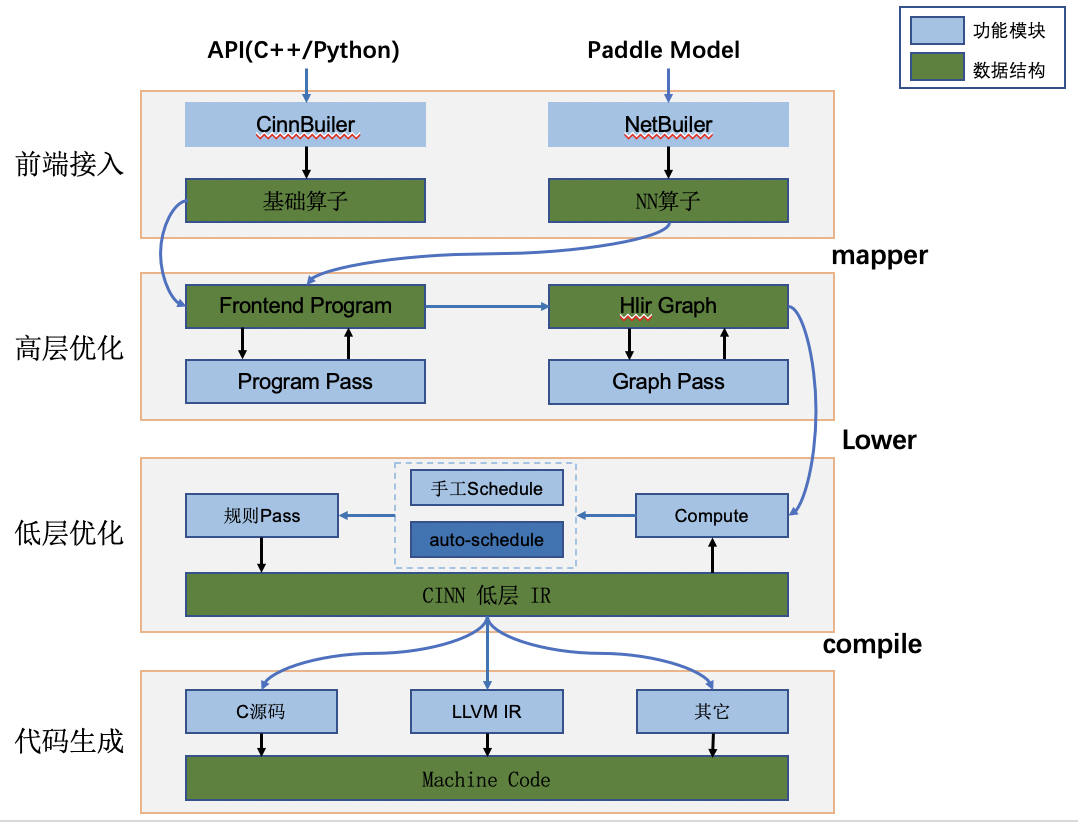 功能模块
数据结构
API(C++/Python)
Paddle Model
前端接入
CinnBuiler
NetBuiler
基础算子
NN算子
mapper
高层优化
Frontend Program
Hlir Graph
Program Pass
Graph Pass
Lower
低层优化
手工Schedule
规则Pass
Compute
auto-schedule
CINN 低层 IR
compile
代码生成
C源码
LLVM IR
其它
Machine Code